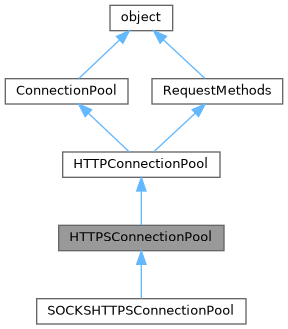 object
ConnectionPool
RequestMethods
HTTPConnectionPool
HTTPSConnectionPool
SOCKSHTTPSConnectionPool